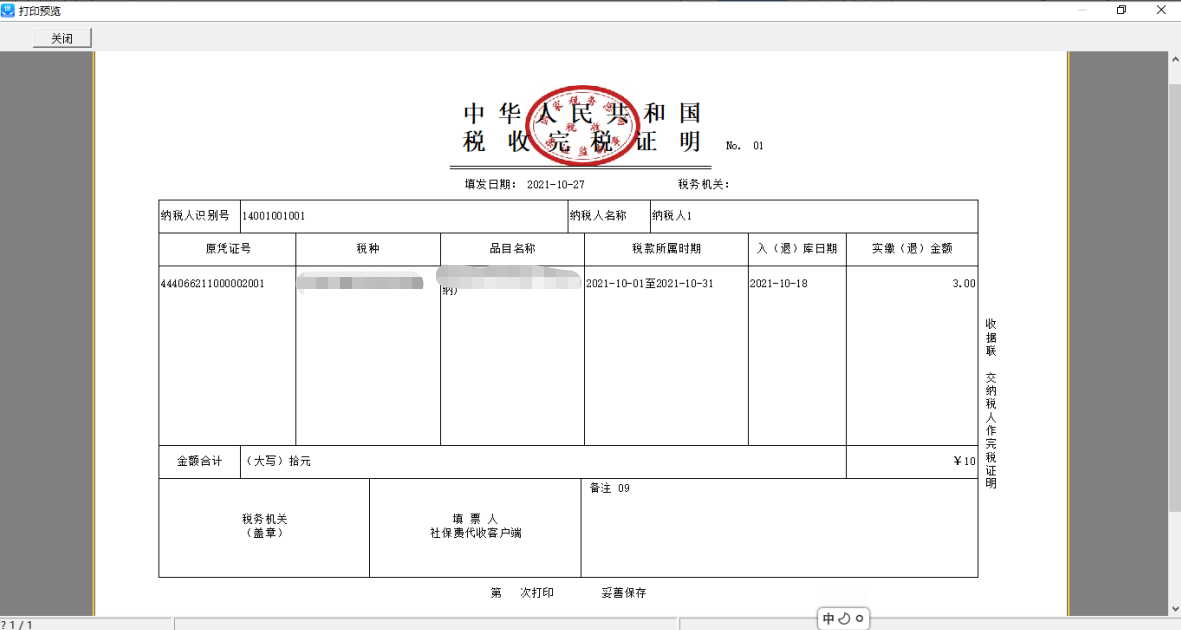 打印预览
关闭
中华人民共和国
税收完税证明
No. 01
填发日期： 2021-10-27
税务机关：
纳税人识别号
14001001001
纳税人名称
纳税人1
原凭证号
税种
品目名称
税款所属时期
入（退）库日期
实缴（退）金额
444066211000002001
纳）
2021-10-01至2021-10-31
2021-10-18
3.00
金额合计
（大写）拾元
￥10
税务机关
（盖章）
填 票 人
社保费代收客户端
备注 09
收据联 交纳税人作完税证明
第 次打印
妥善保存
? 1 / 1
中